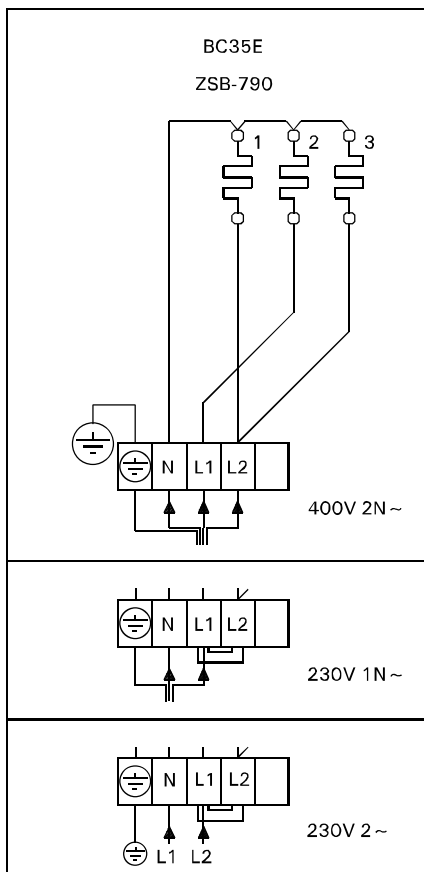 BC35E
ZSB-790
1 2 3
N L1 L2
400V 2N~
N L1 L2
230V 1N~
N L1 L2
230V 2~
L1 L2